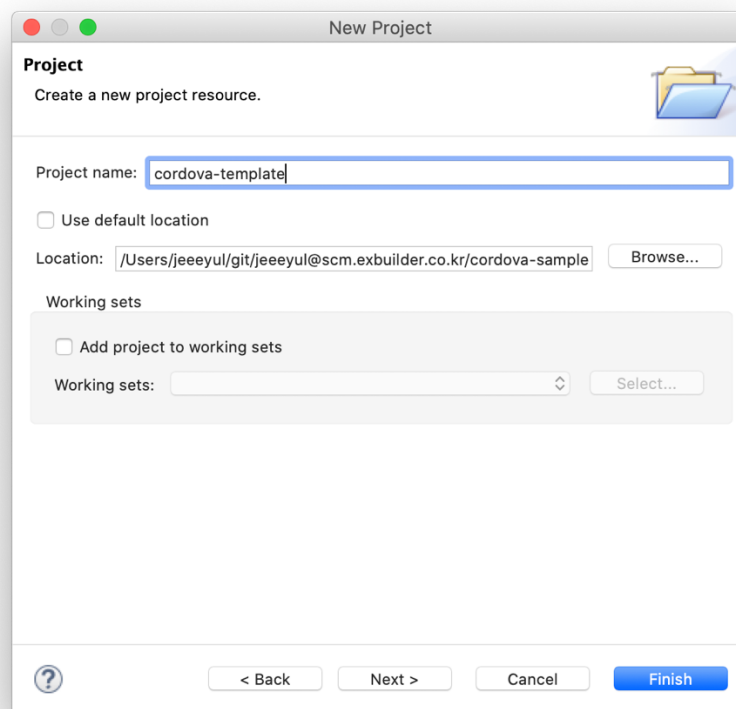 New Project
Project
Create a new project resource.
Project name: cordova-template
Use default location
Location: /Users/jeeeyul/git/jeeeyul@scm.exbuilder.co.kr/cordova-sample Browse...
Working sets
Add project to working sets
Working sets: Select...
? < Back Next > Cancel Finish